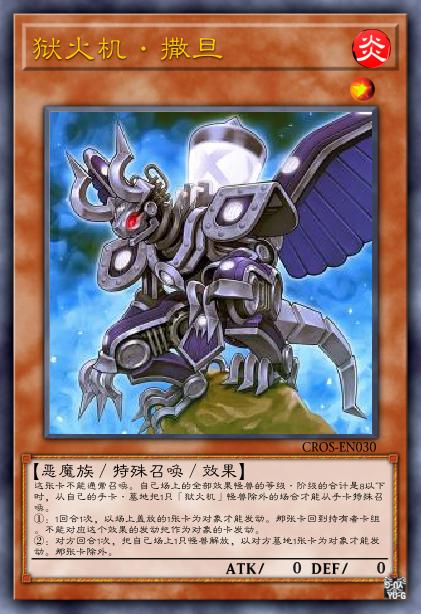 狱火机·撒旦
炎
CROS-EN030
【恶魔族/特殊召唤/效果】
这张卡不能通常召唤。自己场上的全部效果怪兽的等级·阶级的合计是8以下
时，从自己的手卡·墓地把1只「狱火机」怪兽除外的场合才能从手卡特殊召
唤。
①：1回合1次，以场上盖放的1张卡为对象才能发动。那张卡回到持有者卡组
。不能对应这个效果的发动把作为对象的卡发动。
②：对方回合1次，把自己场上1只怪兽解放，以对方墓地1张卡为对象才能发
动。那张卡除外。
ATK/ 0 DEF/ 0